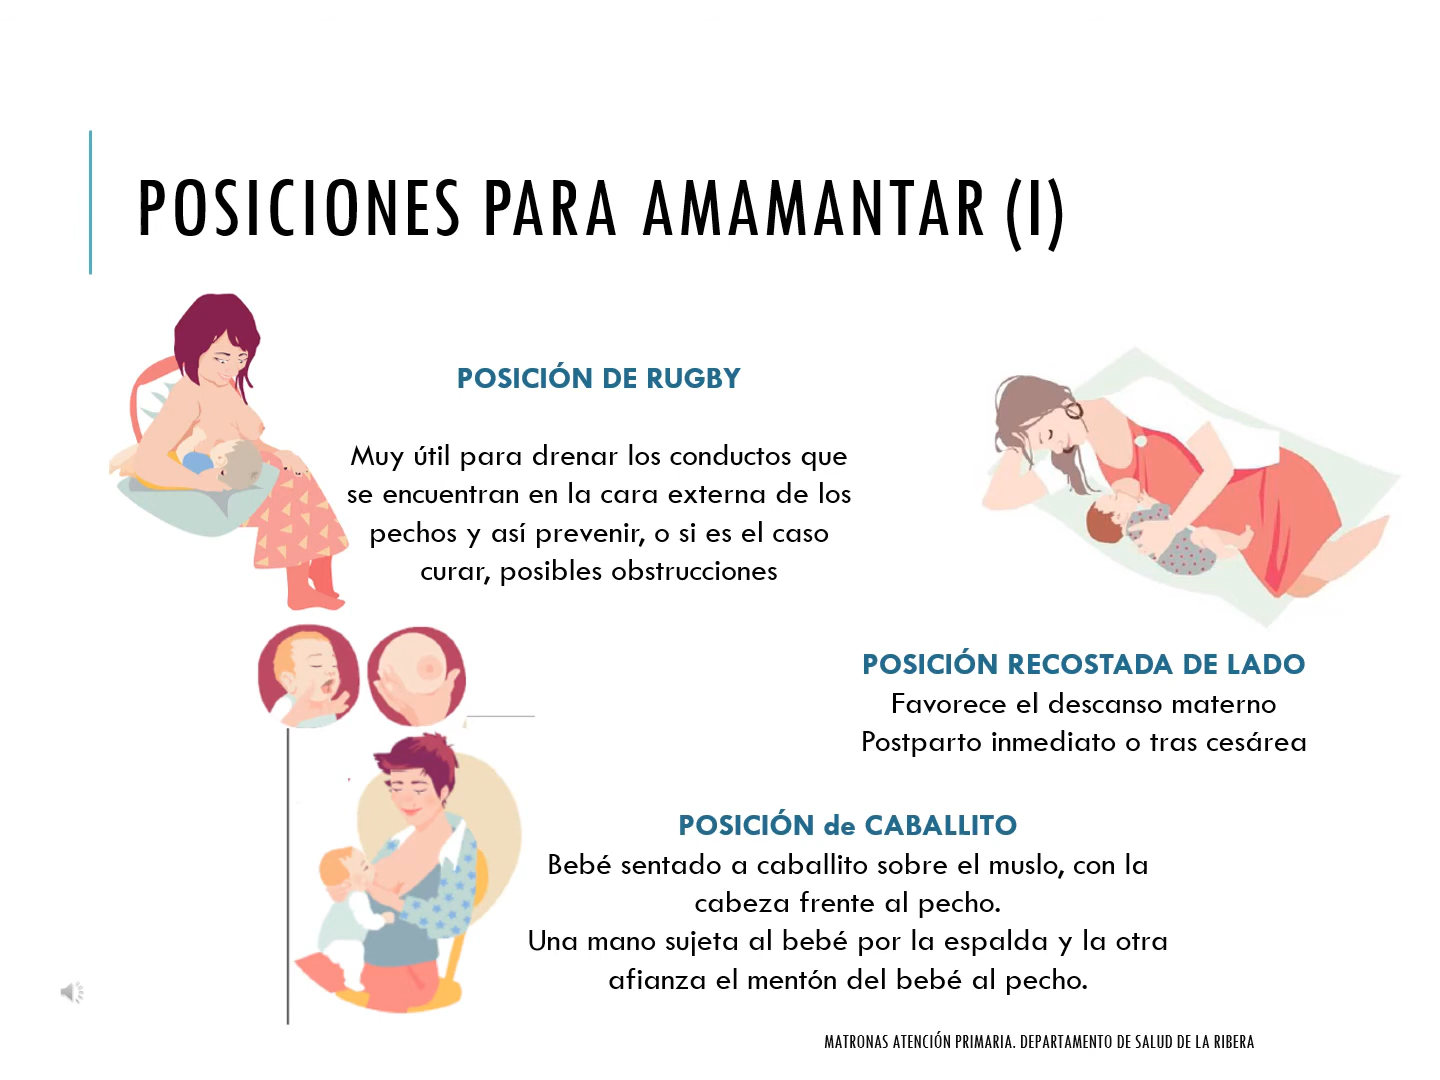 POSICIONES PARA AMAMANTAR (I)
POSICIÓN DE RUGBY
Muy útil para drenar los conductos que
se encuentran en la cara externa de los
pechos y así prevenir, o si es el caso
curar, posibles obstrucciones
POSICIÓN RECOSTADA DE LADO
Favorece el descanso materno
Postparto inmediato o tras cesárea
POSICIÓN de CABALLITO
Bebé sentado a caballito sobre el muslo, con la
cabeza frente al pecho.
Una mano sujeta al bebé por la espalda y la otra
afianza el mentón del bebé al pecho.
MATRONAS ATENCIÓN PRIMARIA. DEPARTAMENTO DE SALUD DE LA RIBERA